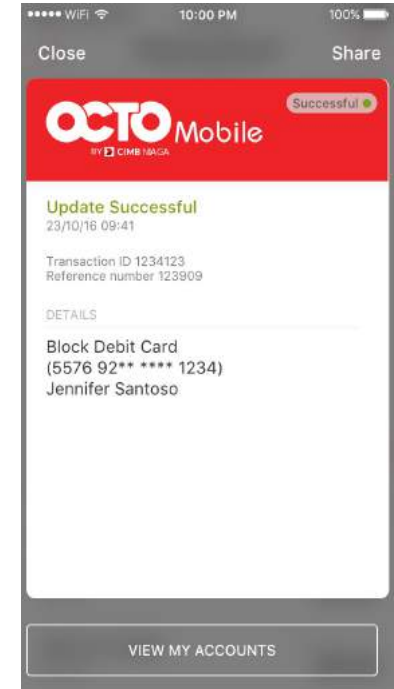 WiFi 10:00 PM 100%
Close Share
OCTO Mobile
BY CIMB NIAGA
Successful
Update Successful
23/10/16 09:41
Transaction ID 1234123
Reference number 123909
DETAILS
Block Debit Card
(5576 92** **** 1234)
Jennifer Santoso
VIEW MY ACCOUNTS